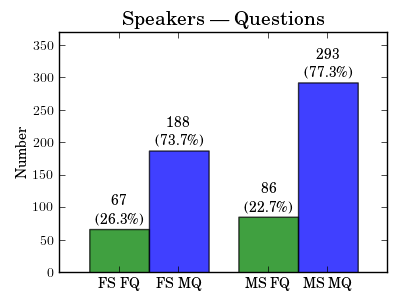 Speakers — Questions
Number
350
300
250
200
150
100
50
0
67
(26.3%)
188
(73.7%)
86
(22.7%)
293
(77.3%)
FS FQ
FS MQ
MS FQ
MS MQ